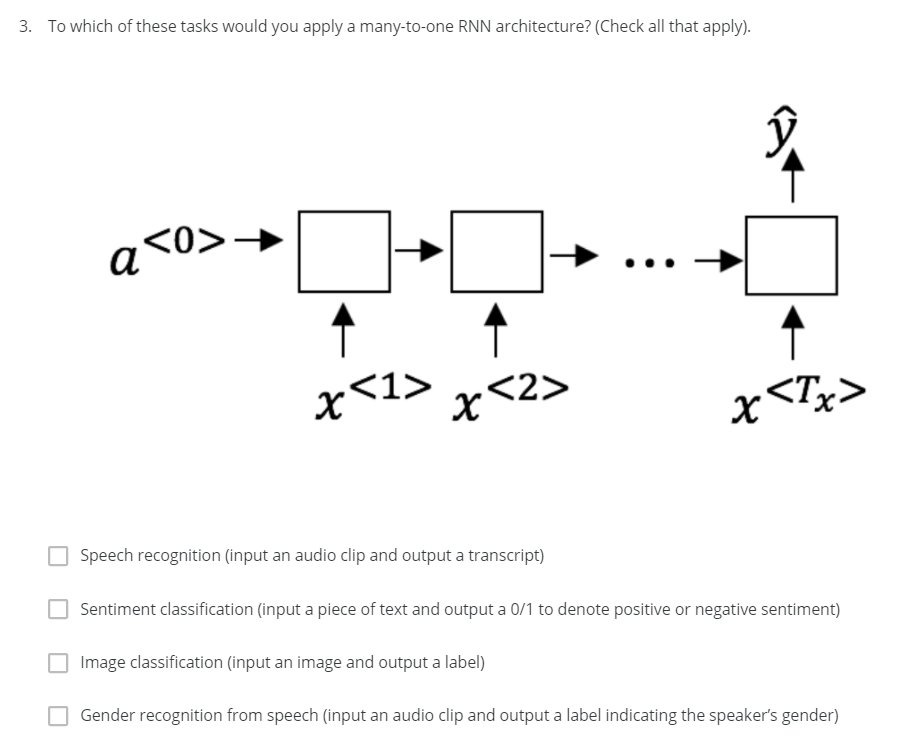 3. To which of these tasks would you apply a many-to-one RNN architecture? (Check all that apply).
ŷ
a<0>
...
x<1> x<2> x<Tx>
Speech recognition (input an audio clip and output a transcript)
Sentiment classification (input a piece of text and output a 0/1 to denote positive or negative sentiment)
Image classification (input an image and output a label)
Gender recognition from speech (input an audio clip and output a label indicating the speaker's gender)